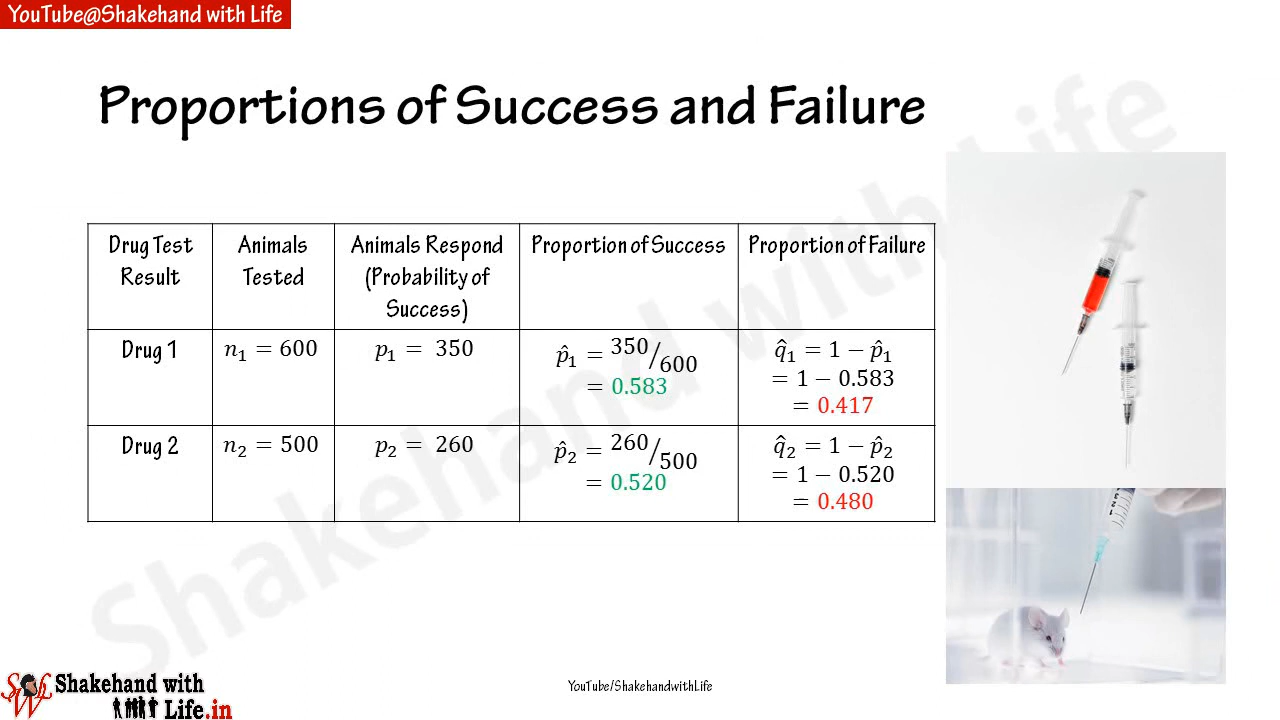 YouTube@Shakehand with Life
Proportions of Success and Failure
Drug Test Result
Animals Tested
Animals Respond (Probability of Success)
Proportion of Success
Proportion of Failure
Drug 1
n₁ = 600
p₁ = 350
p̂₁ = 350/600
= 0.583
q̂₁ = 1 − p̂₁
= 1 − 0.583
= 0.417
Drug 2
n₂ = 500
p₂ = 260
p̂₂ = 260/500
= 0.520
q̂₂ = 1 − p̂₂
= 1 − 0.520
= 0.480
Shakehand with Life
Shakehand with
Life.in
YouTube/ShakehandwithLife